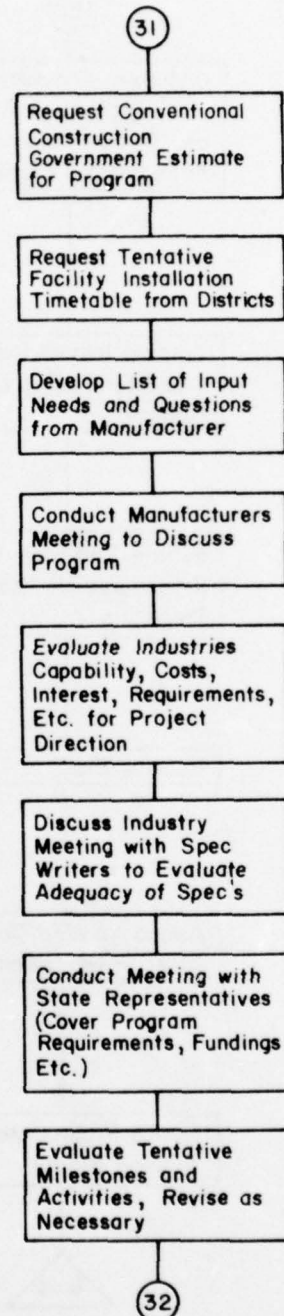 31
Request Conventional
Construction
Government Estimate
for Program
Request Tentative
Facility Installation
Timetable from Districts
Develop List of Input
Needs and Questions
from Manufacturer
Conduct Manufacturers
Meeting to Discuss
Program
Evaluate Industries
Capability, Costs,
Interest, Requirements,
Etc. for Project
Direction
Discuss Industry
Meeting with Spec
Writers to Evaluate
Adequacy of Spec's
Conduct Meeting with
State Representatives
(Cover Program
Requirements, Fundings
Etc.)
Evaluate Tentative
Milestones and
Activities, Revise as
Necessary
32